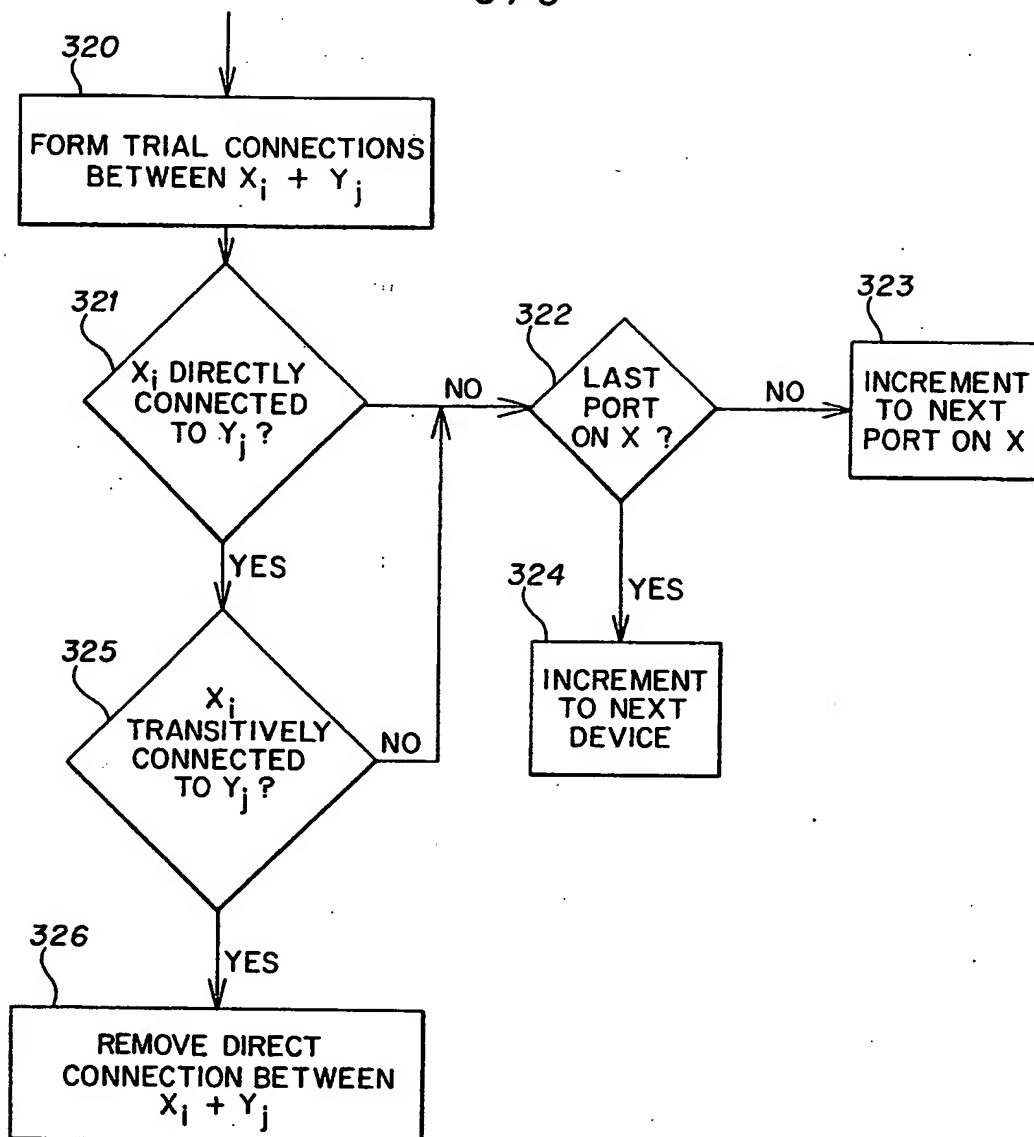 320
FORM TRIAL CONNECTIONS
BETWEEN Xi + Yj
321
Xi DIRECTLY
CONNECTED
TO Yj ?
NO
322
LAST
PORT
ON X ?
NO
323
INCREMENT
TO NEXT
PORT ON X
YES
YES
324
INCREMENT
TO NEXT
DEVICE
325
Xi
TRANSITIVELY
CONNECTED
TO Yj ?
NO
YES
326
REMOVE DIRECT
CONNECTION BETWEEN
Xi + Yj